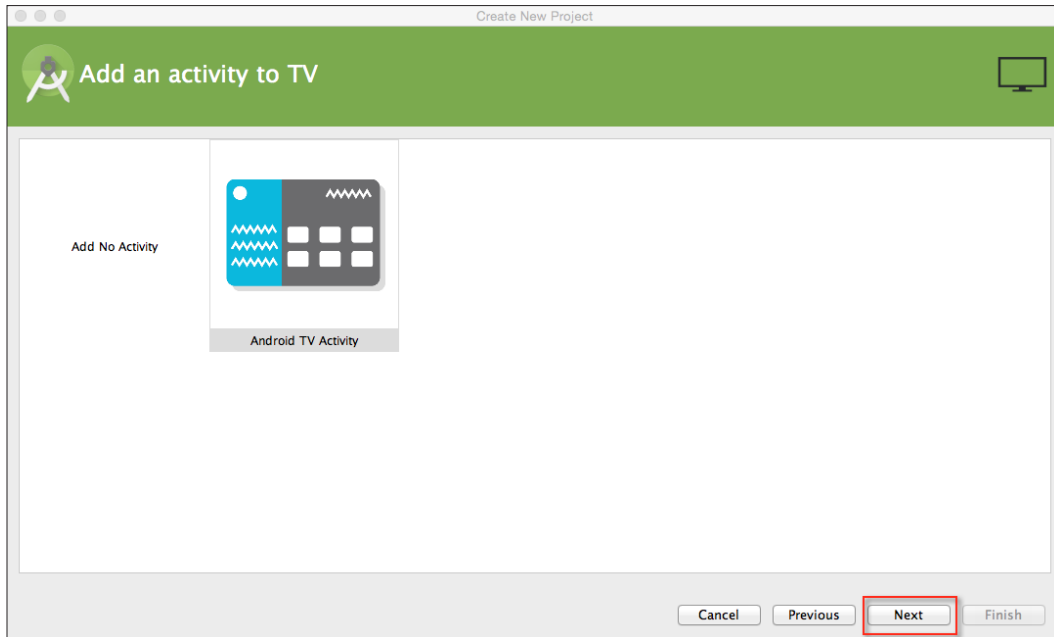 Create New Project
Add an activity to TV
Add No Activity
Android TV Activity
Cancel Previous Next Finish